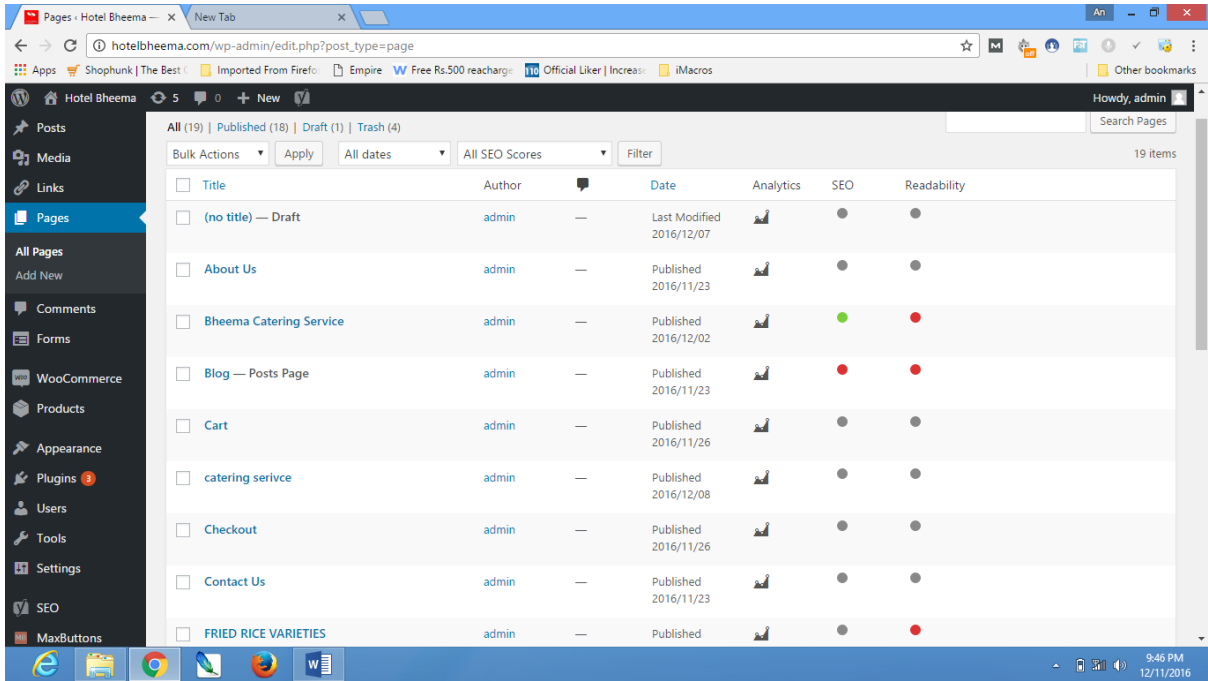 Pages ‹ Hotel Bheema —
New Tab
An
hotelbheema.com/wp-admin/edit.php?post_type=page
Apps Shophunk | The Best Imported From Firefo Empire Free Rs.500 reacharge Official Liker | Increase iMacros Other bookmarks
Hotel Bheema 5 0 + New Howdy, admin
Posts
Media
Links
Pages
All Pages
Add New
Comments
Forms
WooCommerce
Products
Appearance
Plugins 3
Users
Tools
Settings
SEO
MaxButtons
All (19) | Published (18) | Draft (1) | Trash (4)
Search Pages
Bulk Actions Apply All dates All SEO Scores Filter 19 items
Title Author Date Analytics SEO Readability
(no title) — Draft admin — Last Modified
2016/12/07
About Us admin — Published
2016/11/23
Bheema Catering Service admin — Published
2016/12/02
Blog — Posts Page admin — Published
2016/11/23
Cart admin — Published
2016/11/26
catering serivce admin — Published
2016/12/08
Checkout admin — Published
2016/11/26
Contact Us admin — Published
2016/11/23
FRIED RICE VARIETIES admin — Published
9:46 PM
12/11/2016